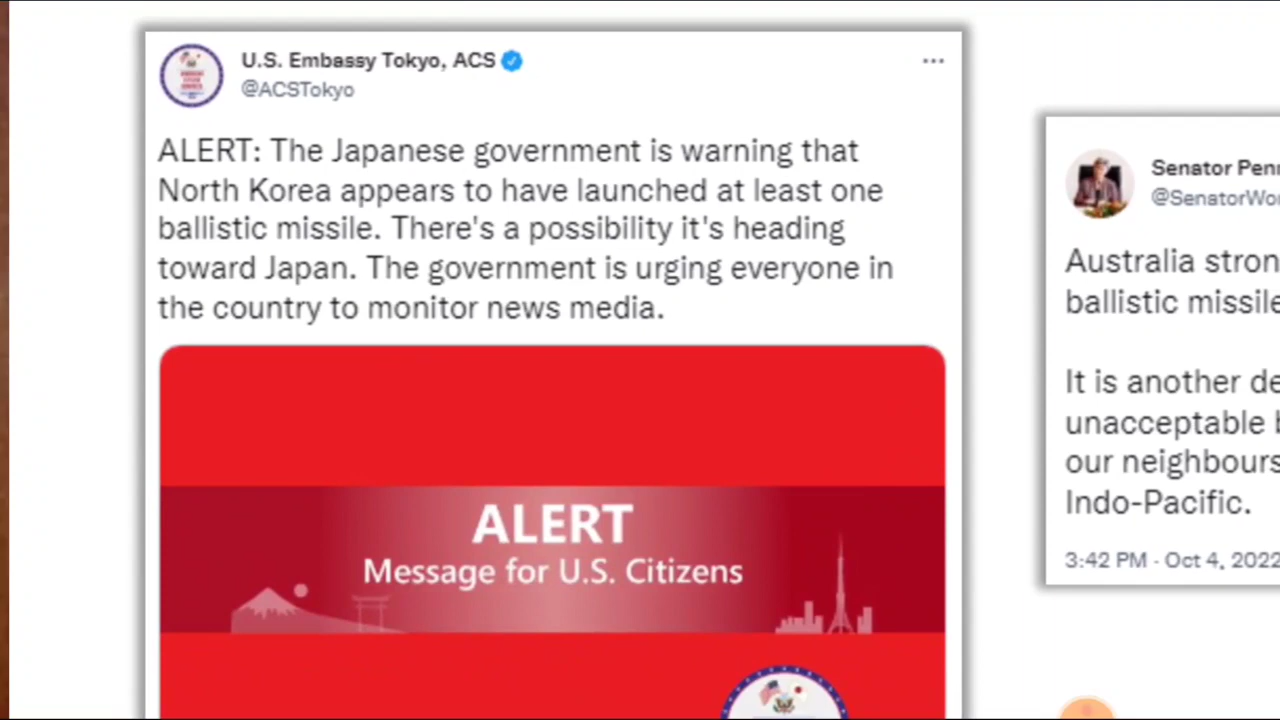 U.S. Embassy Tokyo, ACS
@ACSTokyo
ALERT: The Japanese government is warning that
North Korea appears to have launched at least one
ballistic missile. There's a possibility it's heading
toward Japan. The government is urging everyone in
the country to monitor news media.
ALERT
Message for U.S. Citizens
Senator Penn
@SenatorWo
Australia stron
ballistic missile
It is another de
unacceptable b
our neighbours
Indo-Pacific.
3:42 PM · Oct 4, 2022